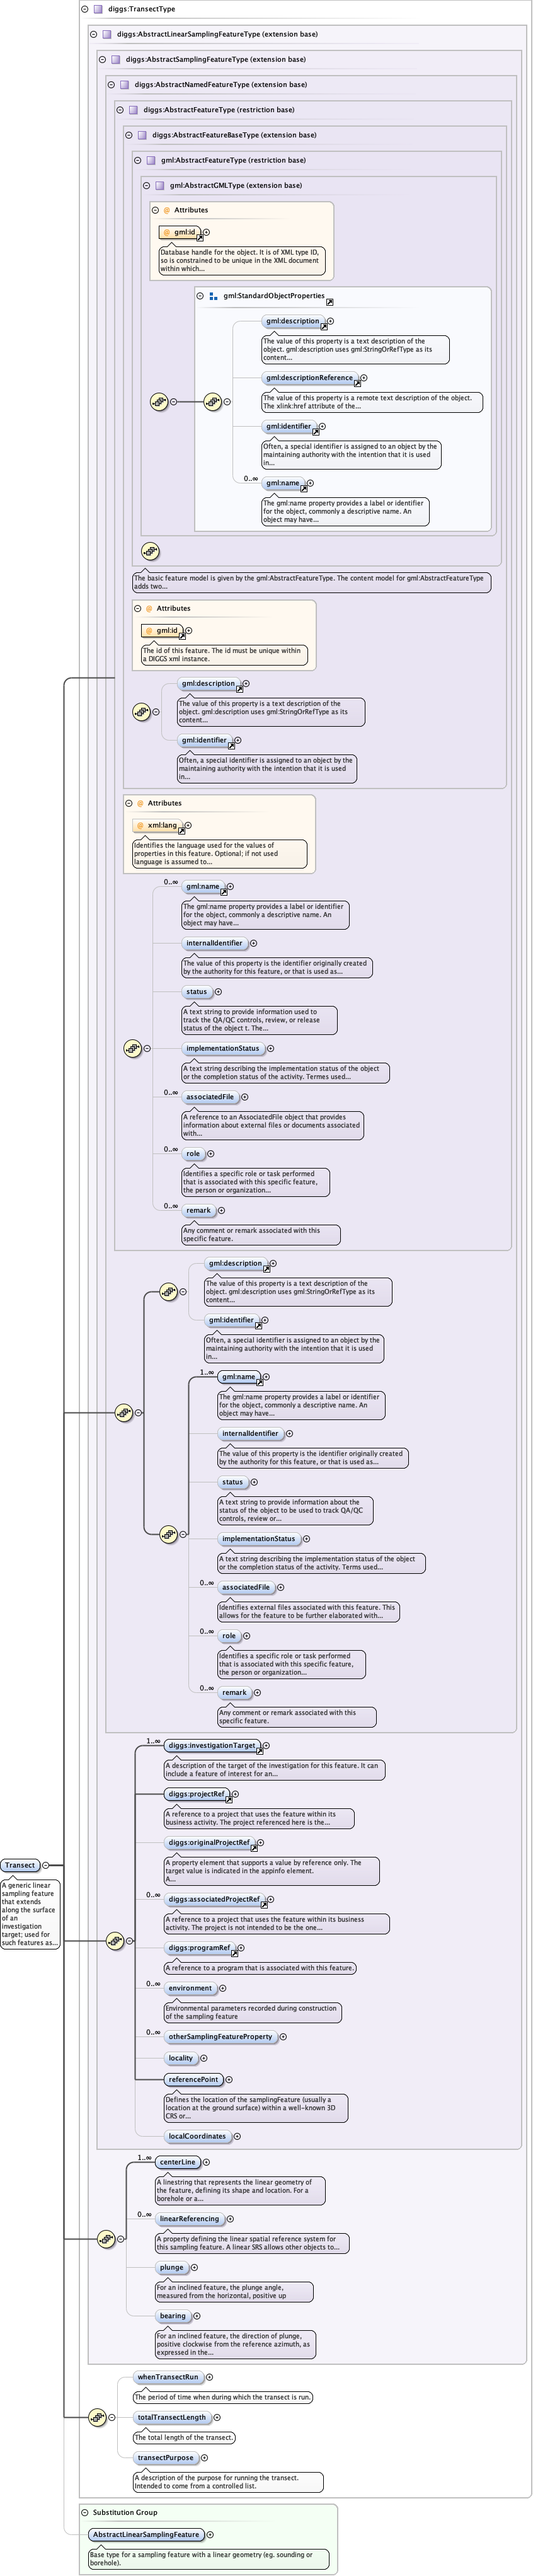 diggs:TransectType
diggs:AbstractLinearSamplingFeatureType (extension base)
diggs:AbstractSamplingFeatureType (extension base)
diggs:AbstractNamedFeatureType (extension base)
diggs:AbstractFeatureType (restriction base)
diggs:AbstractFeatureBaseType (extension base)
gml:AbstractFeatureType (restriction base)
gml:AbstractGMLType (extension base)
@ Attributes
@ gml:id
Database handle for the object. It is of XML type ID,
so is constrained to be unique in the XML document
within which...
gml:StandardObjectProperties
gml:description
The value of this property is a text description of the
object. gml:description uses gml:StringOrRefType as its
content...
gml:descriptionReference
The value of this property is a remote text description of the object.
The xlink:href attribute of the...
gml:identifier
Often, a special identifier is assigned to an object by the
maintaining authority with the intention that it is used
in...
0..∞
gml:name
The gml:name property provides a label or identifier
for the object, commonly a descriptive name. An
object may have...
The basic feature model is given by the gml:AbstractFeatureType. The content model for gml:AbstractFeatureType
adds two...
@ Attributes
@ gml:id
The id of this feature. The id must be unique within
a DIGGS xml instance.
gml:description
The value of this property is a text description of the
object. gml:description uses gml:StringOrRefType as its
content...
gml:identifier
Often, a special identifier is assigned to an object by the
maintaining authority with the intention that it is used
in...
@ Attributes
@ xml:lang
Identifies the language used for the values of
properties in this feature. Optional; if not used
language is assumed to...
0..∞
gml:name
The gml:name property provides a label or identifier
for the object, commonly a descriptive name. An
object may have...
internalIdentifier
The value of this property is the identifier originally created
by the authority for this feature, or that is used as...
status
A text string to provide information used to
track the QA/QC controls, review, or release
status of the object t. The...
implementationStatus
A text string describing the implementation status of the object
or the completion status of the activity. Termes used...
0..∞
associatedFile
A reference to an AssociatedFile object that provides
information about external files or documents associated
with...
0..∞
role
Identifies a specific role or task performed
that is associated with this specific feature,
the person or organization...
0..∞
remark
Any comment or remark associated with this
specific feature.
gml:description
The value of this property is a text description of the
object. gml:description uses gml:StringOrRefType as its
content...
gml:identifier
Often, a special identifier is assigned to an object by the
maintaining authority with the intention that it is used
in...
1..∞
gml:name
The gml:name property provides a label or identifier
for the object, commonly a descriptive name. An
object may have...
internalIdentifier
The value of this property is the identifier originally created
by the authority for this feature, or that is used as...
status
A text string to provide information about the
status of the object to be used to track QA/QC
controls, review or...
implementationStatus
A text string describing the implementation status of the object
or the completion status of the activity. Terms used...
0..∞
associatedFile
Identifies external files associated with this feature. This
allows for the feature to be further elaborated with...
0..∞
role
Identifies a specific role or task performed
that is associated with this specific feature,
the person or organization...
0..∞
remark
Any comment or remark associated with this
specific feature.
1..∞
diggs:investigationTarget
A description of the target of the investigation for this feature. It can
include a feature of interest for an...
diggs:projectRef
A reference to a project that uses the feature within its
business activity. The project referenced here is the...
diggs:originalProjectRef
A property element that supports a value by reference only. The
target value is indicated in the appinfo element.
A...
0..∞
diggs:associatedProjectRef
A reference to a project that uses the feature within its business
activity. The project is not intended to be the one...
diggs:programRef
A reference to a program that is associated with this feature.
0..∞
environment
Environmental parameters recorded during construction
of the sampling feature
0..∞
otherSamplingFeatureProperty
locality
referencePoint
Defines the location of the samplingFeature (usually a
location at the ground surface) within a well-known 3D
CRS or...
localCoordinates
Transect
A generic linear
sampling feature
that extends
along the surface
of an
investigation
target; used for
such features as...
1..∞
centerLine
A linestring that represents the linear geometry of
the feature, defining its shape and location. For a
borehole or a...
0..∞
linearReferencing
A property defining the linear spatial reference system for
this sampling feature. A linear SRS allows other objects to...
plunge
For an inclined feature, the plunge angle,
measured from the horizontal, positive up
bearing
For an inclined feature, the direction of plunge,
positive clockwise from the reference azimuth, as
expressed in the...
whenTransectRun
The period of time when during which the transect is run.
totalTransectLength
The total length of the transect.
transectPurpose
A description of the purpose for running the transect.
Intended to come from a controlled list.
Substitution Group
AbstractLinearSamplingFeature
Base type for a sampling feature with a linear geometry (eg. sounding or
borehole).